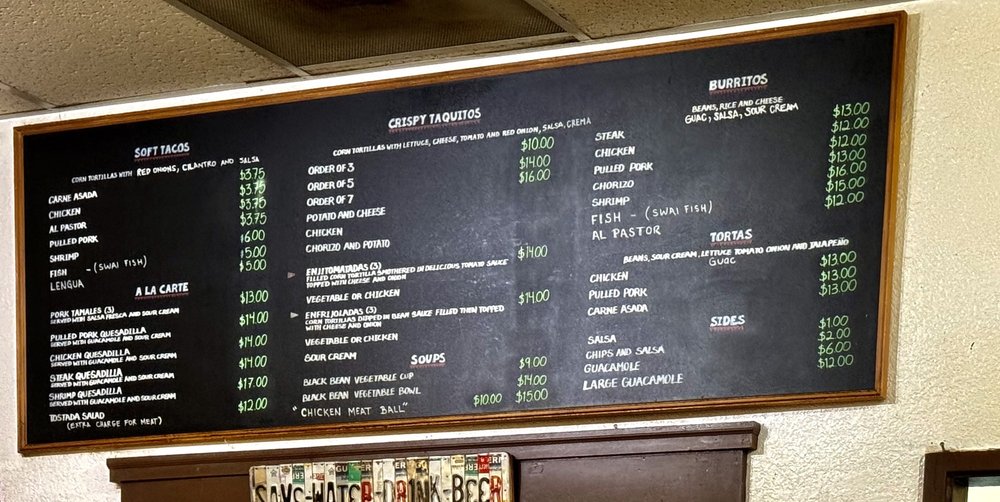 SOFT TACOS
CORN TORTILLAS WITH RED ONIONS, CILANTRO AND SALSA
CARNE ASADA $3.75
CHICKEN $3.75
AL PASTOR $3.75
PULLED PORK $3.75
SHRIMP $6.00
FISH - (SWAI FISH) $5.00
LENGUA $5.00
A LA CARTE
PORK TAMALES (3) $13.00
SERVED WITH SALSA FRESCA AND SOUR CREAM
PULLED PORK QUESADILLA $14.00
SERVED WITH GUACAMOLE AND SOUR CREAM
CHICKEN QUESADILLA $14.00
SERVED WITH GUACAMOLE AND SOUR CREAM
STEAK QUESADILLA $14.00
SERVED WITH GUACAMOLE AND SOUR CREAM
SHRIMP QUESADILLA $17.00
SERVED WITH GUACAMOLE AND SOUR CREAM
TOSTADA SALAD $12.00
(EXTRA CHARGE FOR MEAT)
CRISPY TAQUITOS
CORN TORTILLAS WITH LETTUCE, CHEESE, TOMATO AND RED ONION, SALSA, CREMA
ORDER OF 3 $10.00
ORDER OF 5 $14.00
ORDER OF 7 $16.00
POTATO AND CHEESE
CHICKEN
CHORIZO AND POTATO
ENJITOMATADAS (3) $14.00
FILLED CORN TORTILLA SMOTHERED IN DELICIOUS TOMATO SAUCE
TOPPED WITH CHEESE AND ONION
VEGETABLE OR CHICKEN
ENFRIJOLADAS (3) $14.00
CORN TORTILLAS DIPPED IN BEAN SAUCE FILLED THEN TOPPED
WITH CHEESE AND ONION
VEGETABLE OR CHICKEN
SOUR CREAM
SOUPS
BLACK BEAN VEGETABLE CUP $9.00
BLACK BEAN VEGETABLE BOWL $14.00
"CHICKEN MEAT BALL" $10.00 $15.00
BURRITOS
BEANS, RICE AND CHEESE
GUAC, SALSA, SOUR CREAM
STEAK $13.00
CHICKEN $12.00
PULLED PORK $12.00
CHORIZO $13.00
SHRIMP $16.00
FISH - (SWAI FISH) $15.00
AL PASTOR $12.00
TORTAS
BEANS, SOUR CREAM, LETTUCE TOMATO ONION AND JALAPEÑO
GUAC
CHICKEN $13.00
PULLED PORK $13.00
CARNE ASADA $13.00
SIDES
SALSA $1.00
CHIPS AND SALSA $2.00
GUACAMOLE $6.00
LARGE GUACAMOLE $12.00
SAVE-WATER-DRINK-BEER